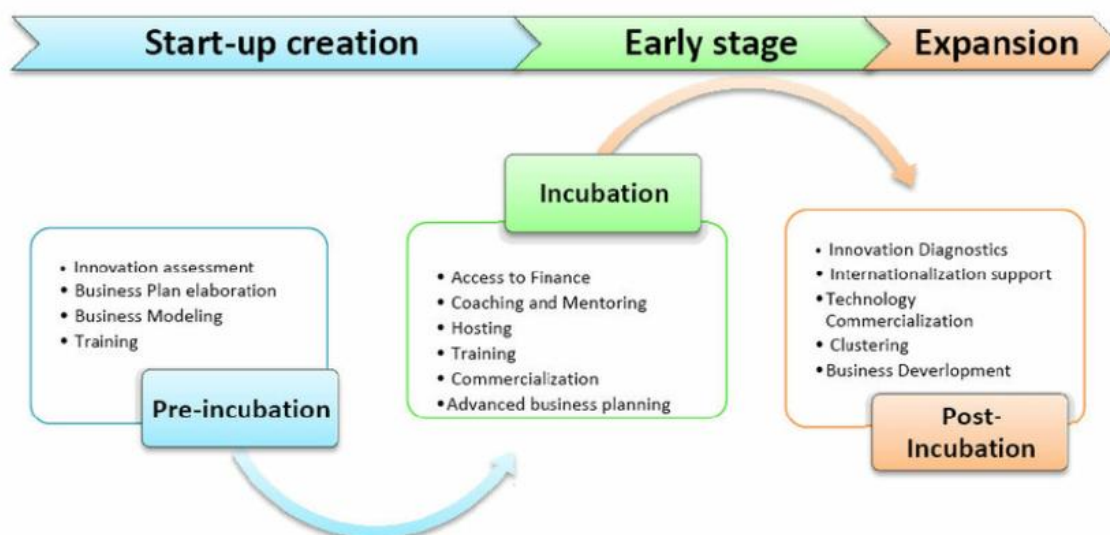 Start-up creation
Early stage
Expansion
Incubation
• Innovation assessment
• Business Plan elaboration
• Business Modeling
• Training
Pre-incubation
• Access to Finance
• Coaching and Mentoring
• Hosting
• Training
• Commercialization
• Advanced business planning
• Innovation Diagnostics
• Internationalization support
• Technology
Commercialization
• Clustering
• Business Deverlopment
Post-
Incubation